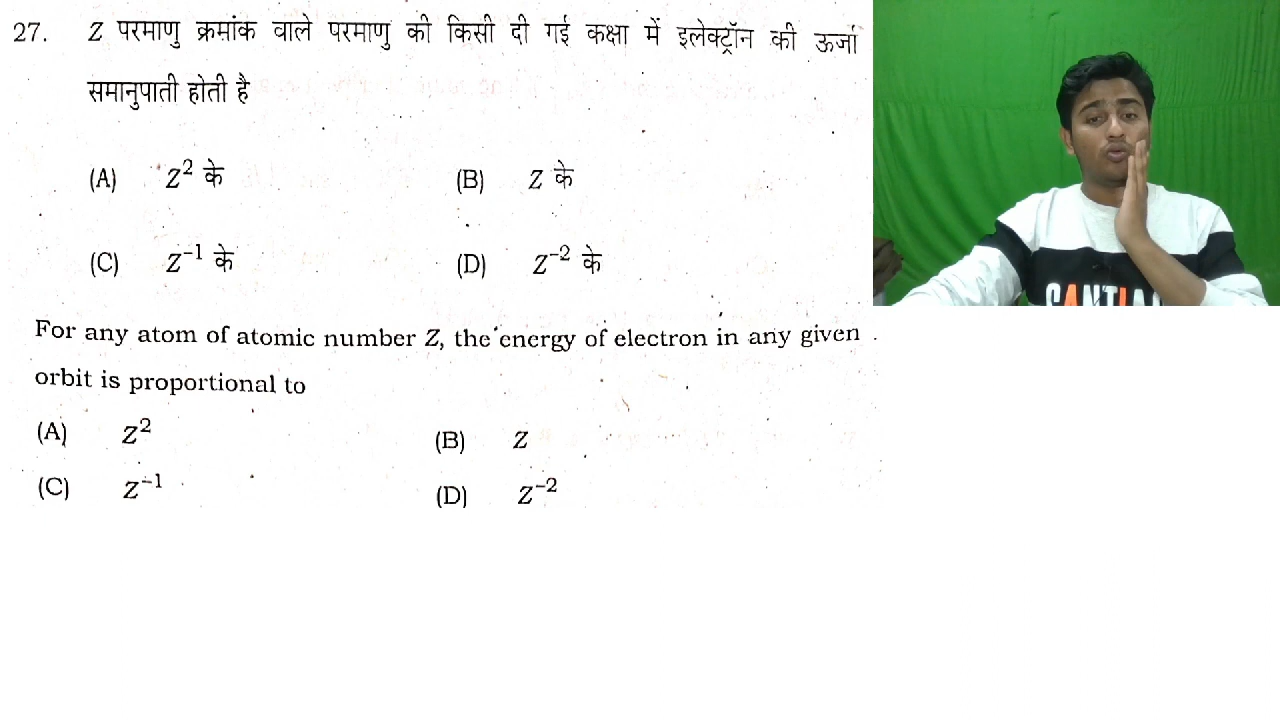 27. Z परमाणु क्रमांक वाले परमाणु की किसी दी गई कक्षा में इलेक्ट्रॉन की ऊर्जा
समानुपाती होती है
(A) Z² के (B) Z के
(C) Z⁻¹ के (D) Z⁻² के
For any atom of atomic number Z, the energy of electron in any given
orbit is proportional to
(A) Z² (B) Z
(C) Z⁻¹ (D) Z⁻²